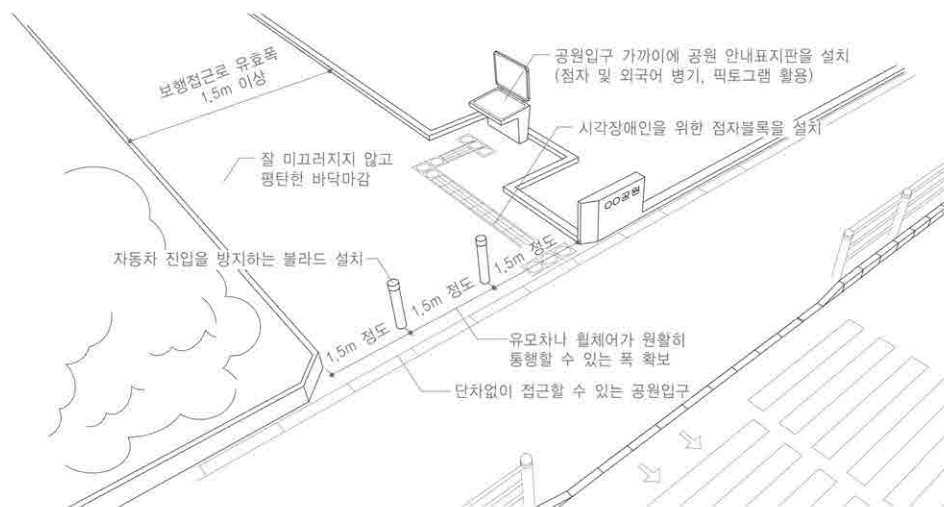 공원입구 가까이에 공원 안내표지판을 설치
(점자 및 외국어 병기, 픽토그램 활용)
보행접근로 유효폭
1.5m 이상
시각장애인을 위한 점자블록을 설치
잘 미끄러지지 않고
평탄한 바닥마감
○○공원
자동차 진입을 방지하는 볼라드 설치
1.5m 정도
1.5m 정도
1.5m 정도
유모차나 휠체어가 원활히
통행할 수 있는 폭 확보
단차없이 접근할 수 있는 공원입구